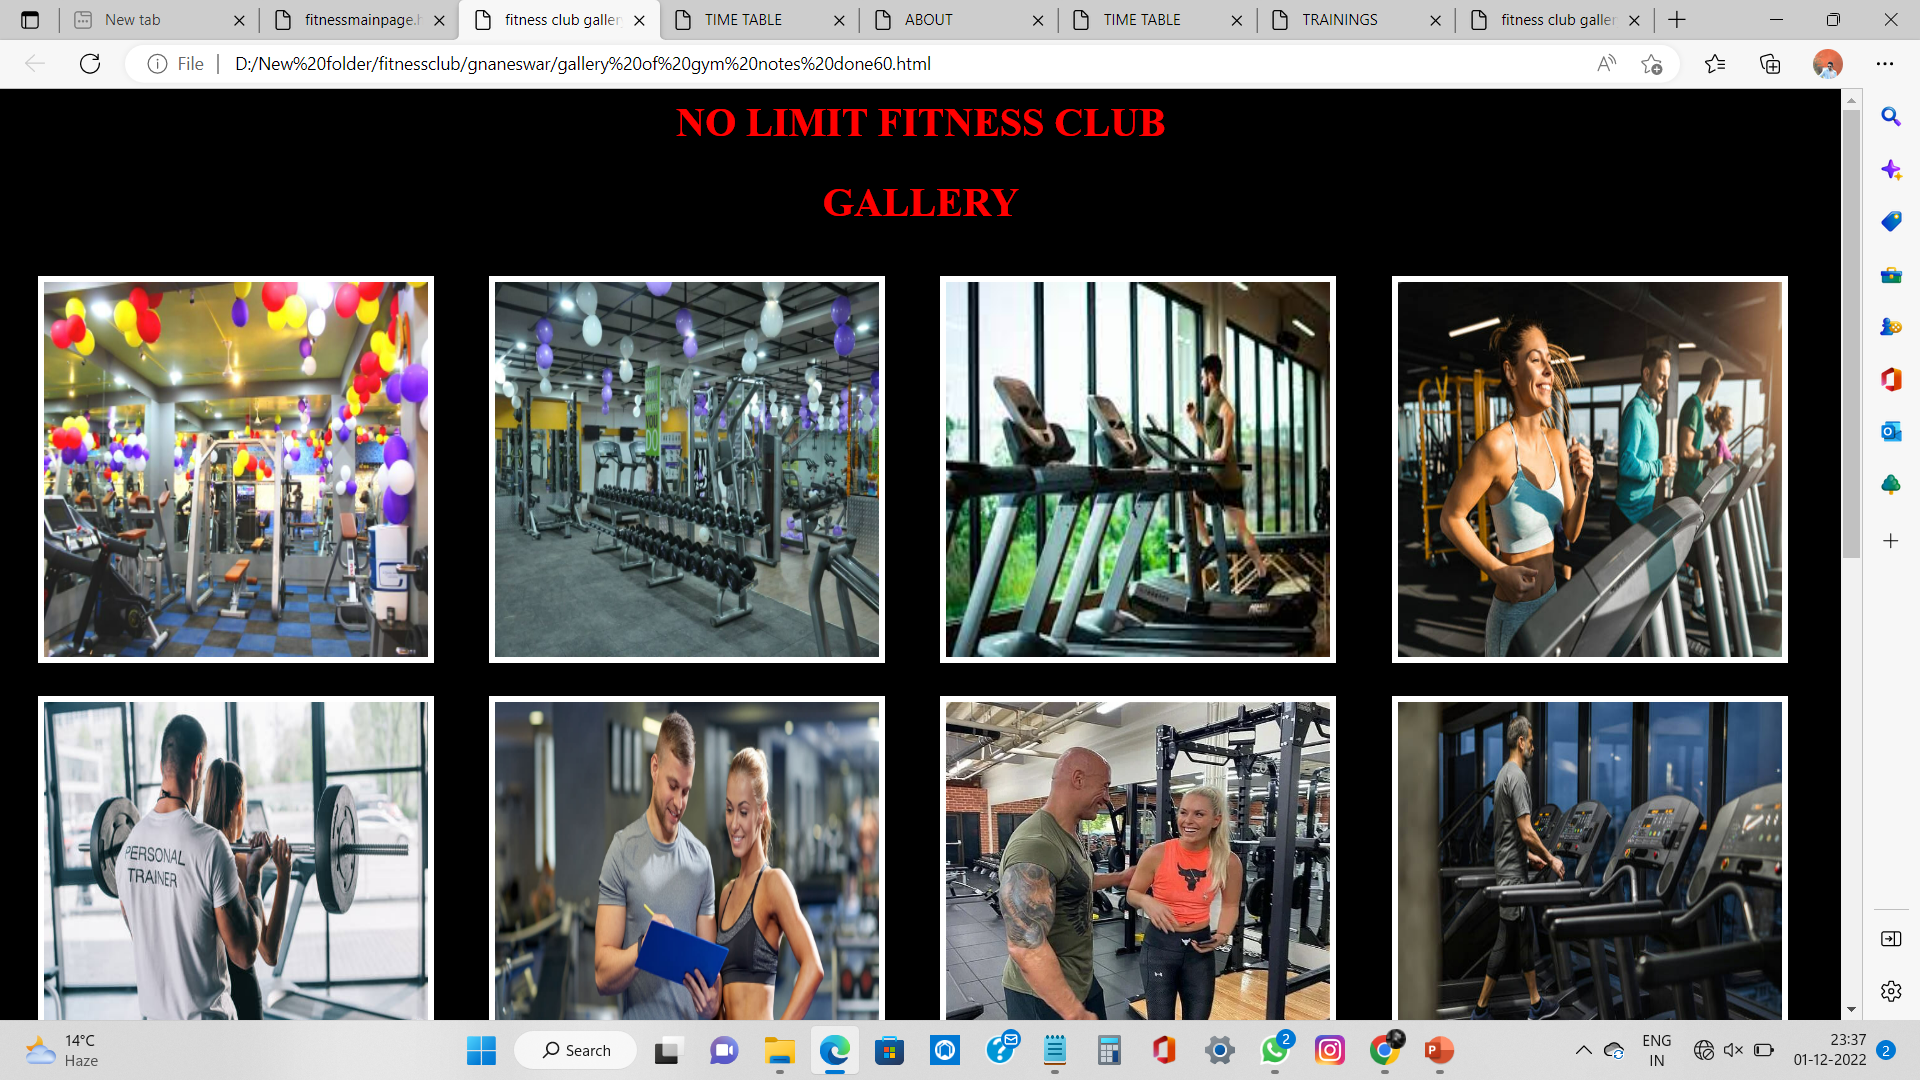 New tab
fitnessmainpage.h
fitness club galler
TIME TABLE
ABOUT
TIME TABLE
TRAININGS
fitness club galler
File
D:/New%20folder/fitnessclub/gnaneswar/gallery%20of%20gym%20notes%20done60.html
NO LIMIT FITNESS CLUB
GALLERY
YOU
DO
PERSONAL
TRAINER
14°C
Haze
Search
2
ENG
IN
23:37
01-12-2022
2